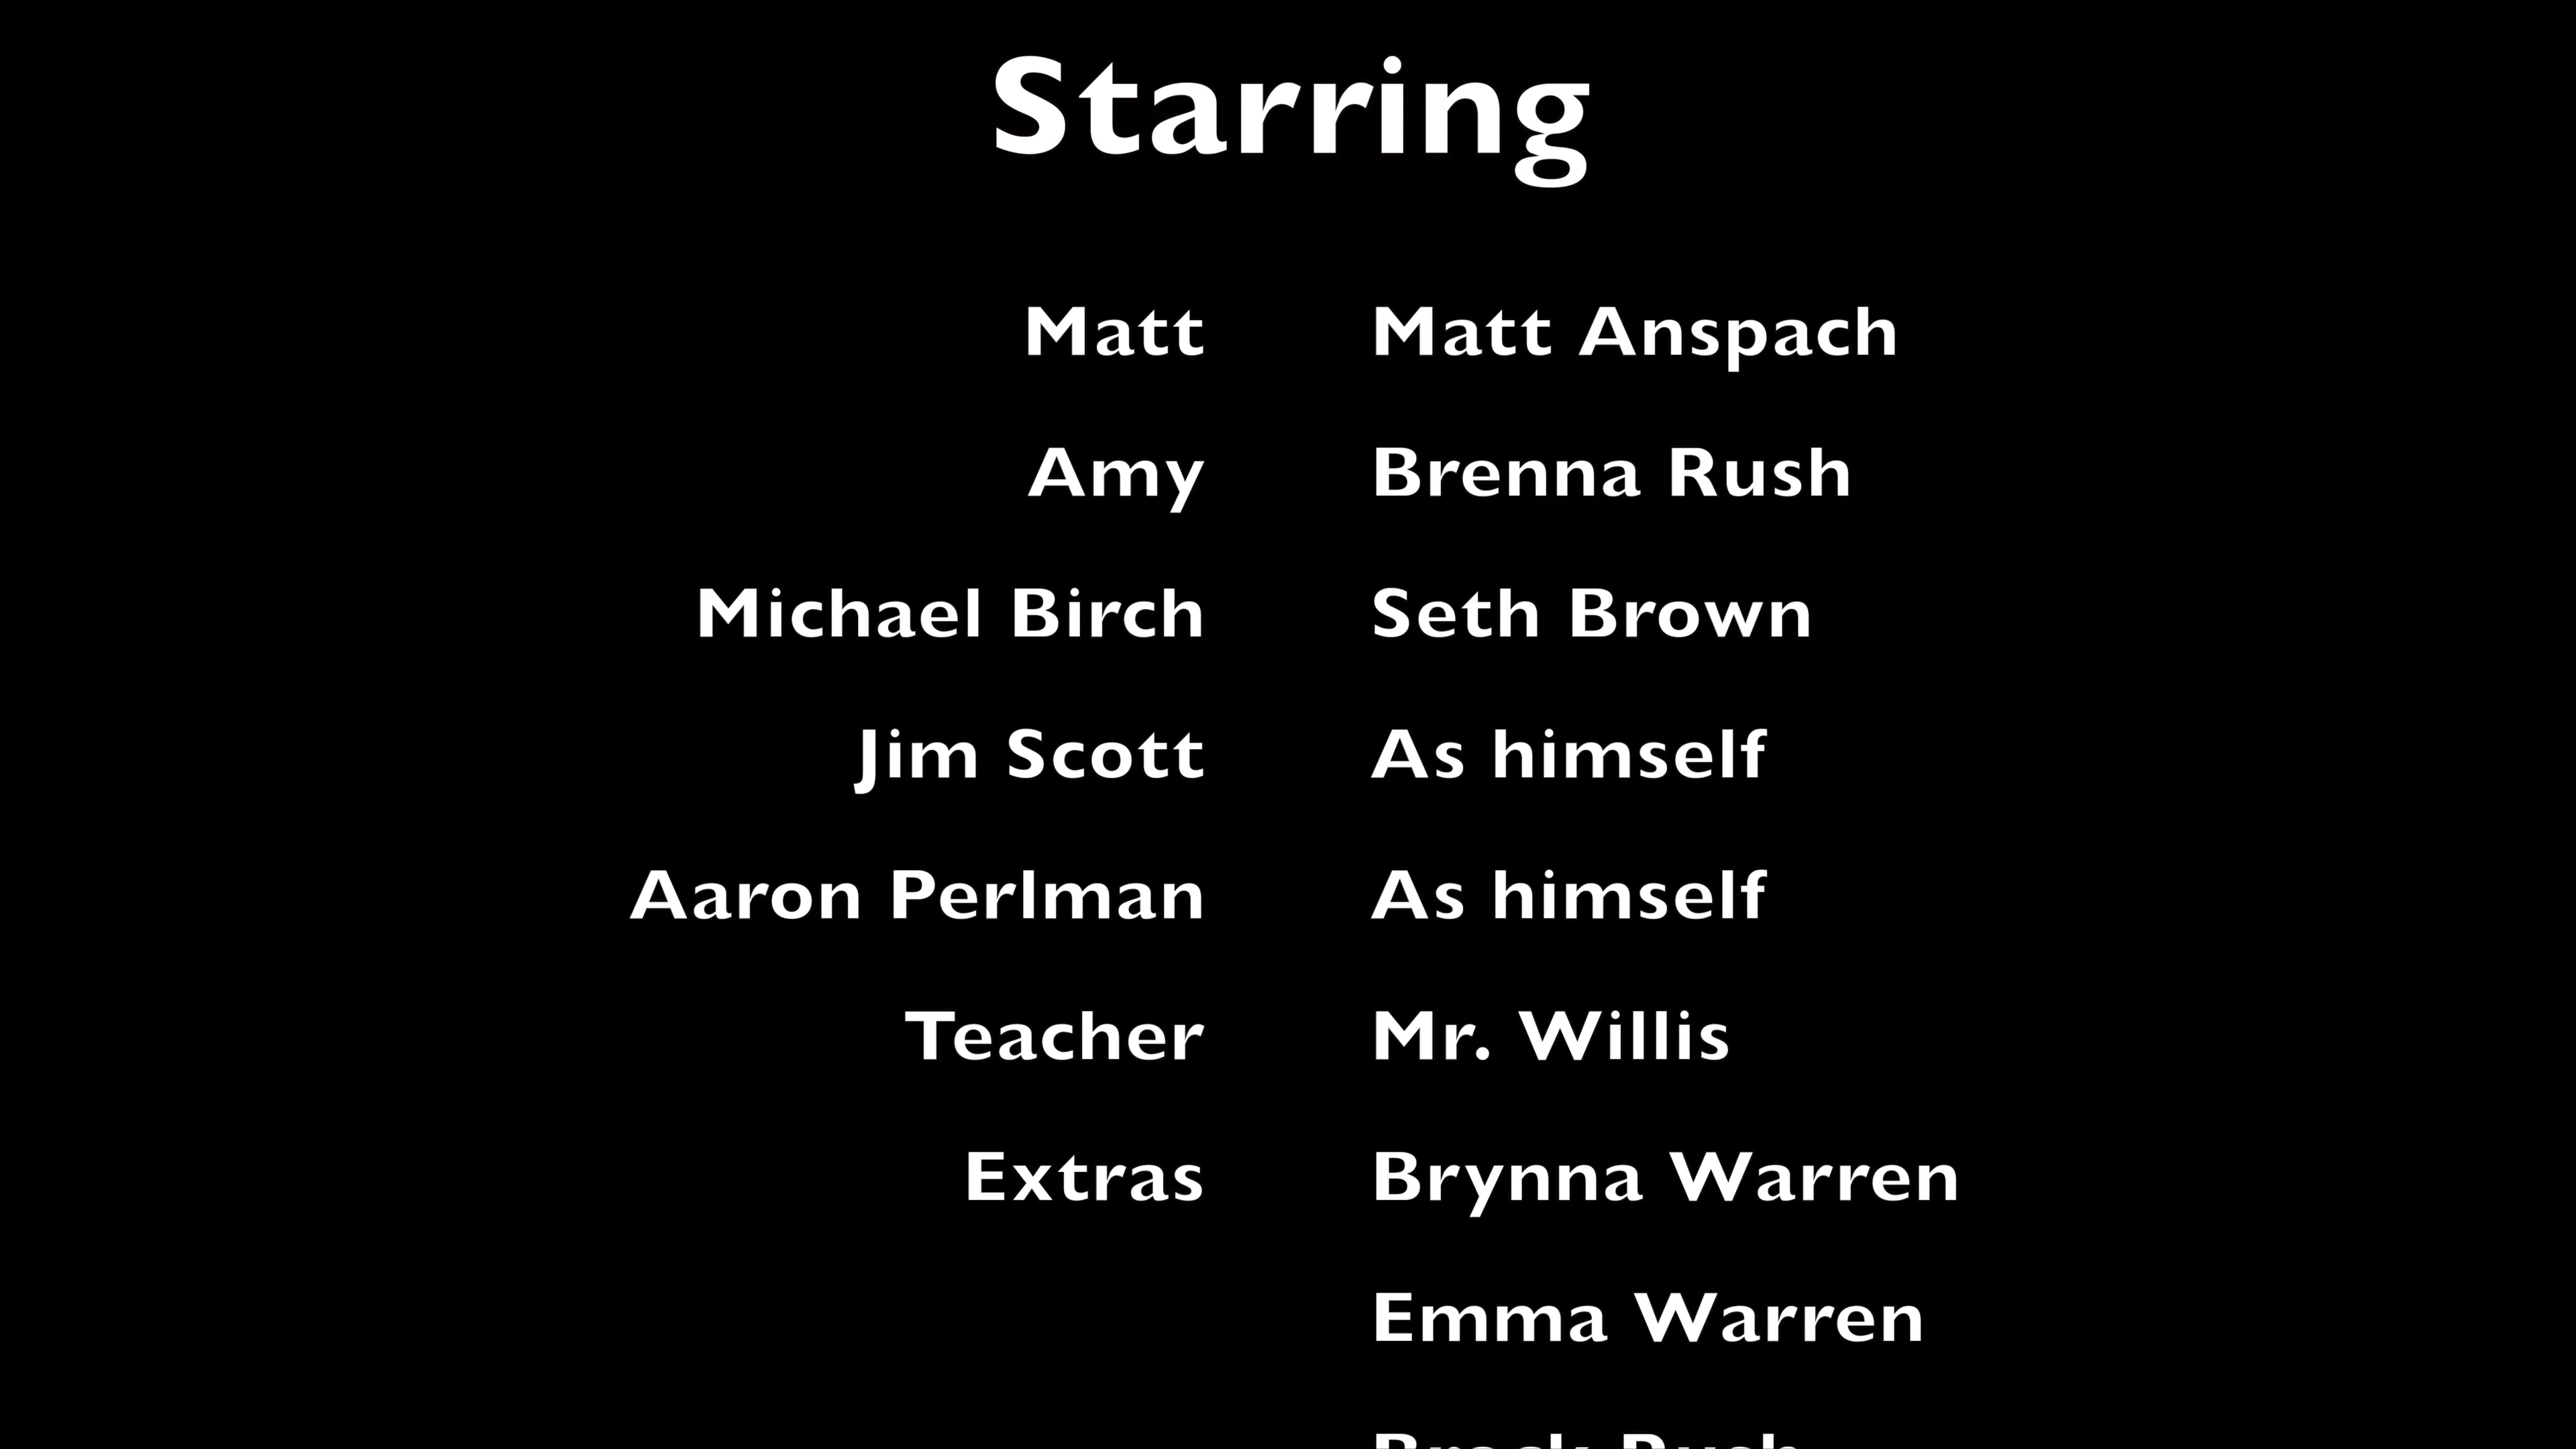 Starring
Matt Matt Anspach
Amy Brenna Rush
Michael Birch Seth Brown
Jim Scott As himself
Aaron Perlman As himself
Teacher Mr. Willis
Extras Brynna Warren
Emma Warren